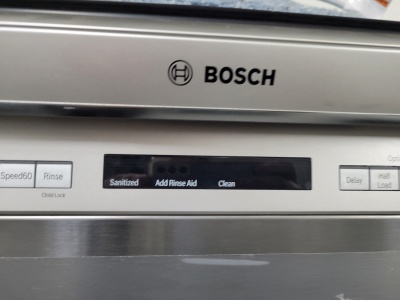 BOSCH
Sanitized Add Rinse Aid Clean
Speed60 Rinse
Child Lock
Delay Half Load